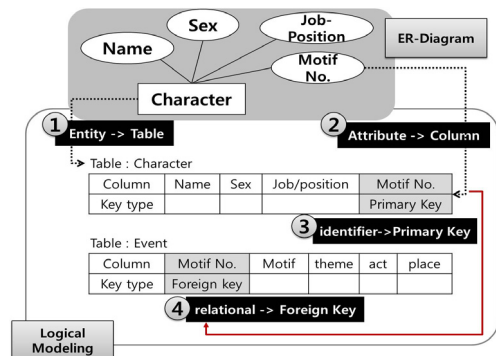 Sex
Job-
Position
Name
Motif
No.
ER-Diagram
Character
1 Entity -> Table
2 Attribute -> Column
Table : Character
Column Name Sex Job/position Motif No.
Key type Primary Key
3 identifier->Primary Key
Table : Event
Column Motif No. Motif theme act place
Key type Foreign key
4 relational -> Foreign Key
Logical
Modeling